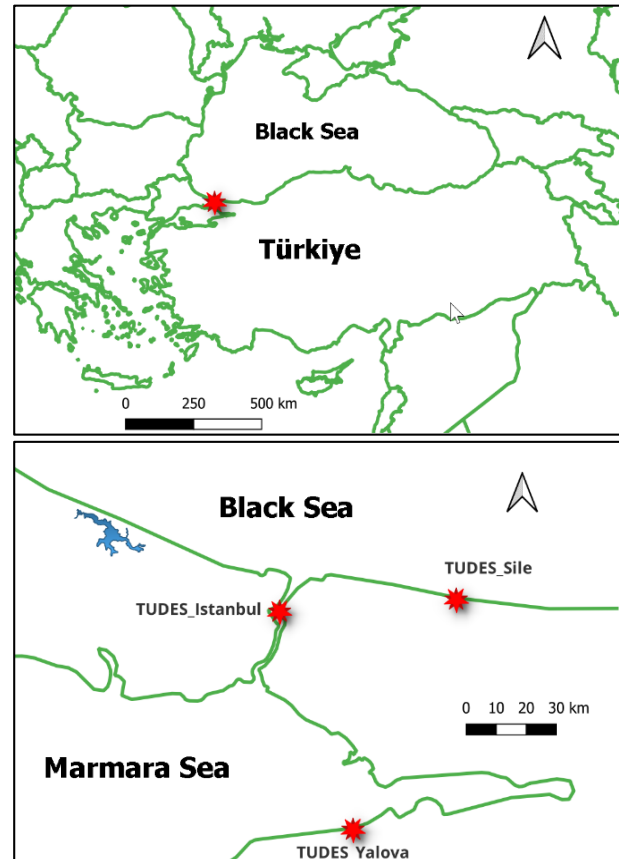 Black Sea
Türkiye
0 250 500 km
Black Sea
TUDES_Sile
TUDES_Istanbul
0 10 20 30 km
Marmara Sea
TUDES_Yalova